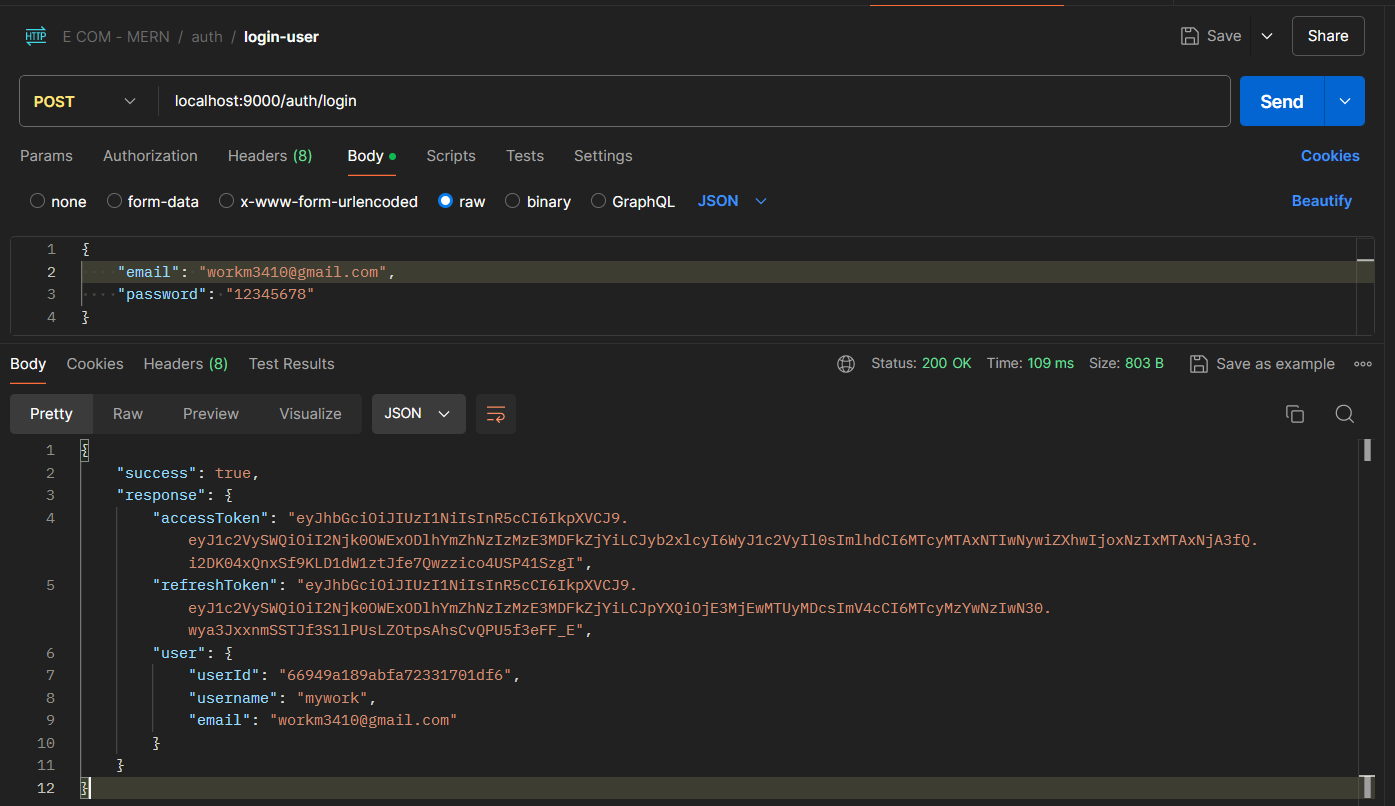 HTTP E COM - MERN / auth / login-user Save Share
POST localhost:9000/auth/login Send
Params Authorization Headers (8) Body Scripts Tests Settings Cookies
none form-data x-www-form-urlencoded raw binary GraphQL JSON Beautify
1 {
2 "email": "workm3410@gmail.com",
3 "password": "12345678"
4 }
Body Cookies Headers (8) Test Results Status: 200 OK Time: 109 ms Size: 803 B Save as example
Pretty Raw Preview Visualize JSON
1 {
2 "success": true,
3 "response": {
4 "accessToken": "eyJhbGciOiJIUzI1NiIsInR5cCI6IkpXVCJ9.
eyJ1c2VySWQiOiI2Njk0OWExODlhYmZhNzIzMzE3MDFkZjYiLCJyb2xlcyI6WyJ1c2VyIl0sImlhdCI6MTcyMTAxNTIwNywiZXhwIjoxNzIxMTAxNjA3fQ.
i2DK04xQnxSf9KLD1dW1ztJfe7Qwzzico4USP41SzgI",
5 "refreshToken": "eyJhbGciOiJIUzI1NiIsInR5cCI6IkpXVCJ9.
eyJ1c2VySWQiOiI2Njk0OWExODlhYmZhNzIzMzE3MDFkZjYiLCJpYXQiOjE3MjEwMTUyMDcsImV4cCI6MTcyMzYwNzIwN30.
wya3JxxnmSSTJf3S1lPUsLZOtpsAhsCvQPU5f3eFF_E",
6 "user": {
7 "userId": "66949a189abfa72331701df6",
8 "username": "mywork",
9 "email": "workm3410@gmail.com"
10 }
11 }
12 }